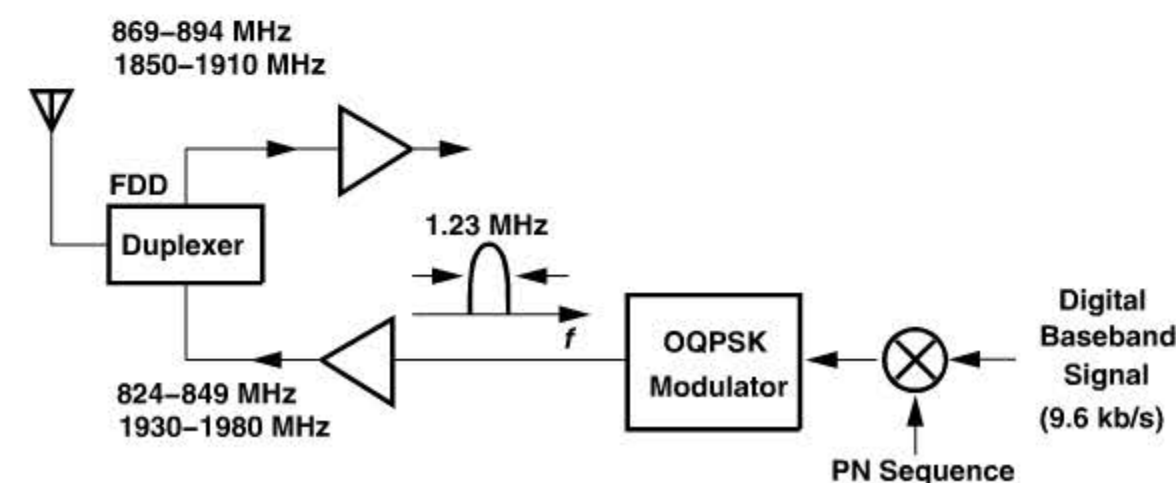 869–894 MHz
1850–1910 MHz
FDD
Duplexer
1.23 MHz
f
OQPSK
Modulator
Digital
Baseband
Signal
(9.6 kb/s)
824–849 MHz
1930–1980 MHz
PN Sequence